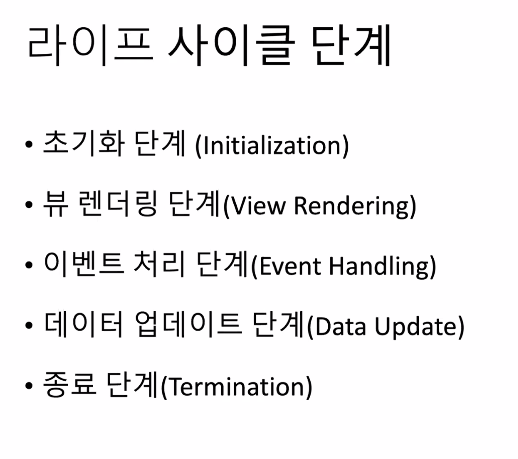 라이프 사이클 단계
• 초기화 단계 (Initialization)
• 뷰 렌더링 단계(View Rendering)
• 이벤트 처리 단계(Event Handling)
• 데이터 업데이트 단계(Data Update)
• 종료 단계(Termination)